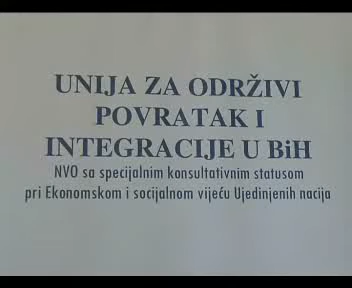 UNIJA ZA ODRŽIVI
POVRATAK I
INTEGRACIJE U BiH
NVO sa specijalnim konsultativnim statusom
pri Ekonomskom i socijalnom vijeću Ujedinjenih nacija